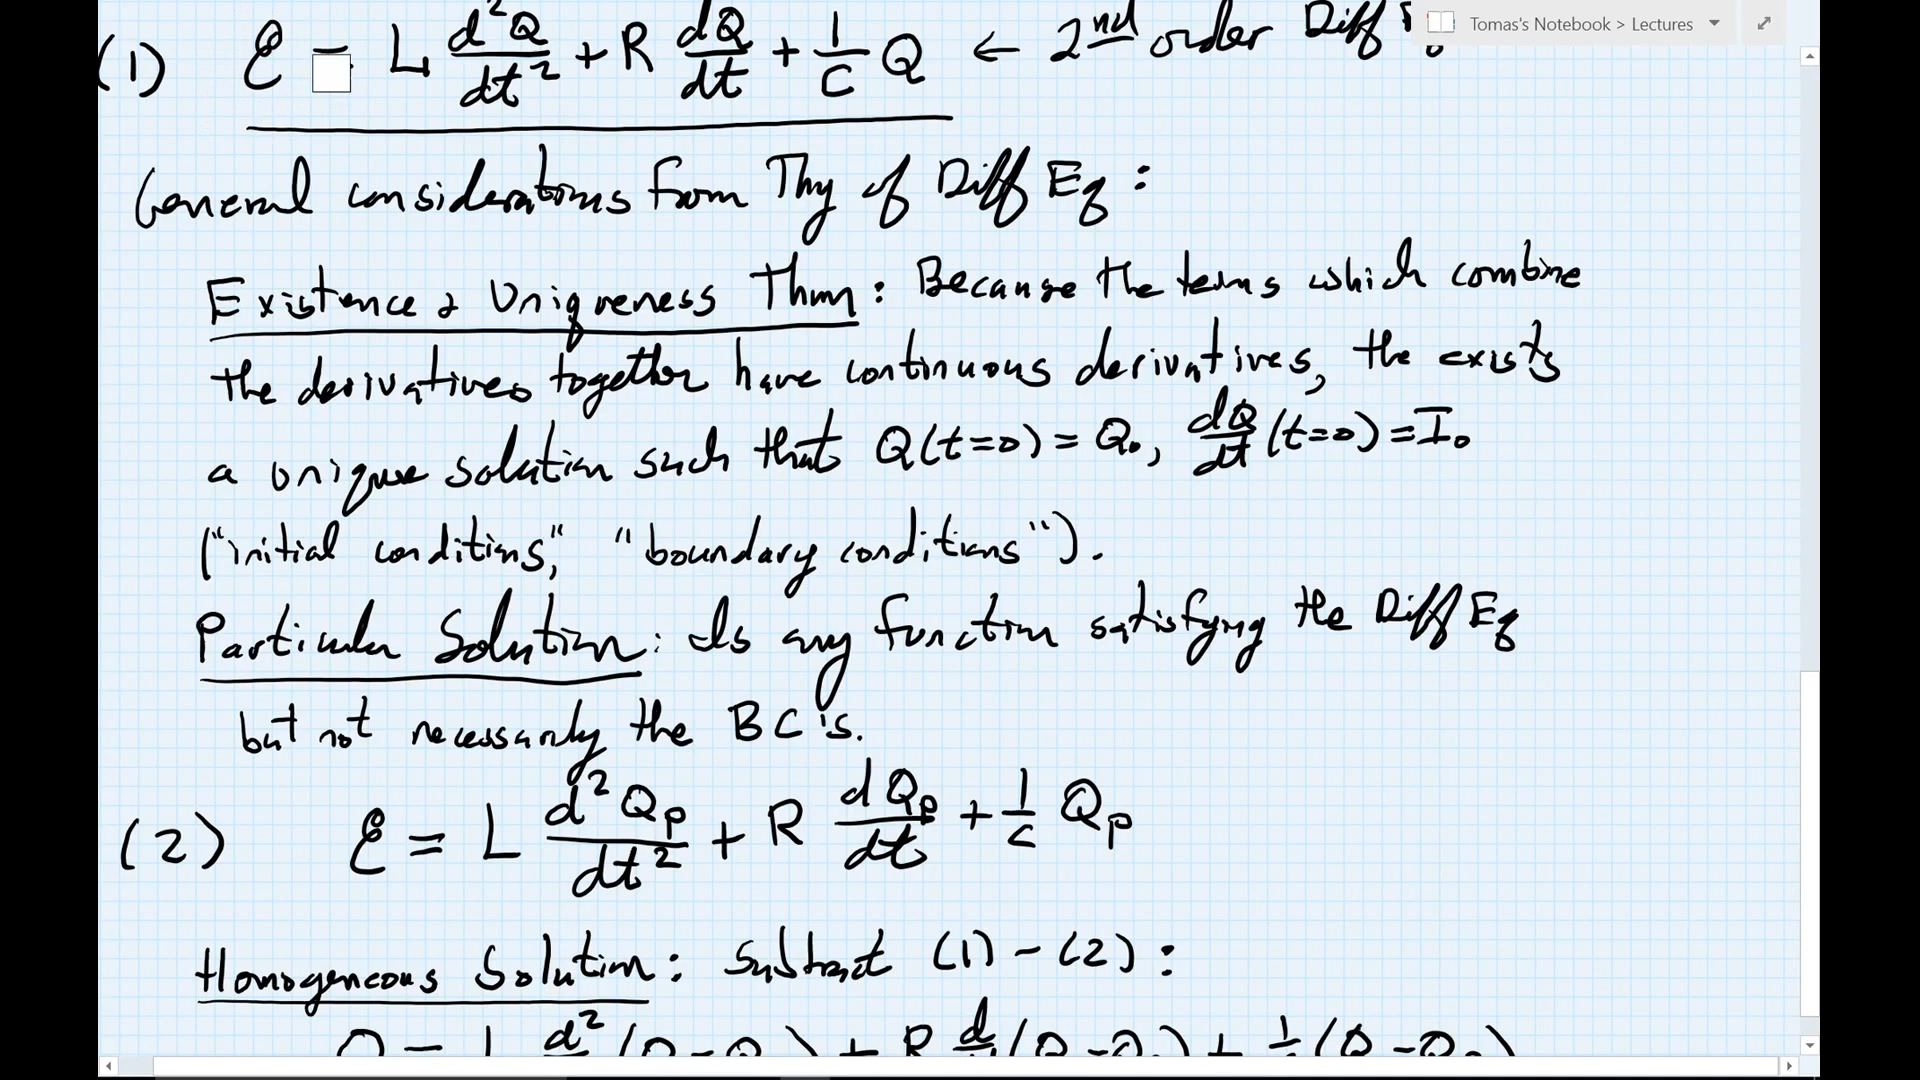 Tomas's Notebook > Lectures
(1) ℰ = L d²Q/dt² + R dQ/dt + 1/C Q ← 2nd order Diff
General considerations from Thy of Diff Eq:
Existence & Uniqueness Thm: Because the terms which combine
the derivatives together have continuous derivatives, the exists
a unique solution such that Q(t=0) = Q₀, dQ/dt (t=0) = I₀
("initial conditions," "boundary conditions").
Particular Solution: Is any function satisfying the Diff Eq
but not necessarily the BC's.
(2) ℰ = L d²Qp/dt² + R dQp/dt + 1/C Qp
Homogeneous Solution: Subtract (1) - (2):